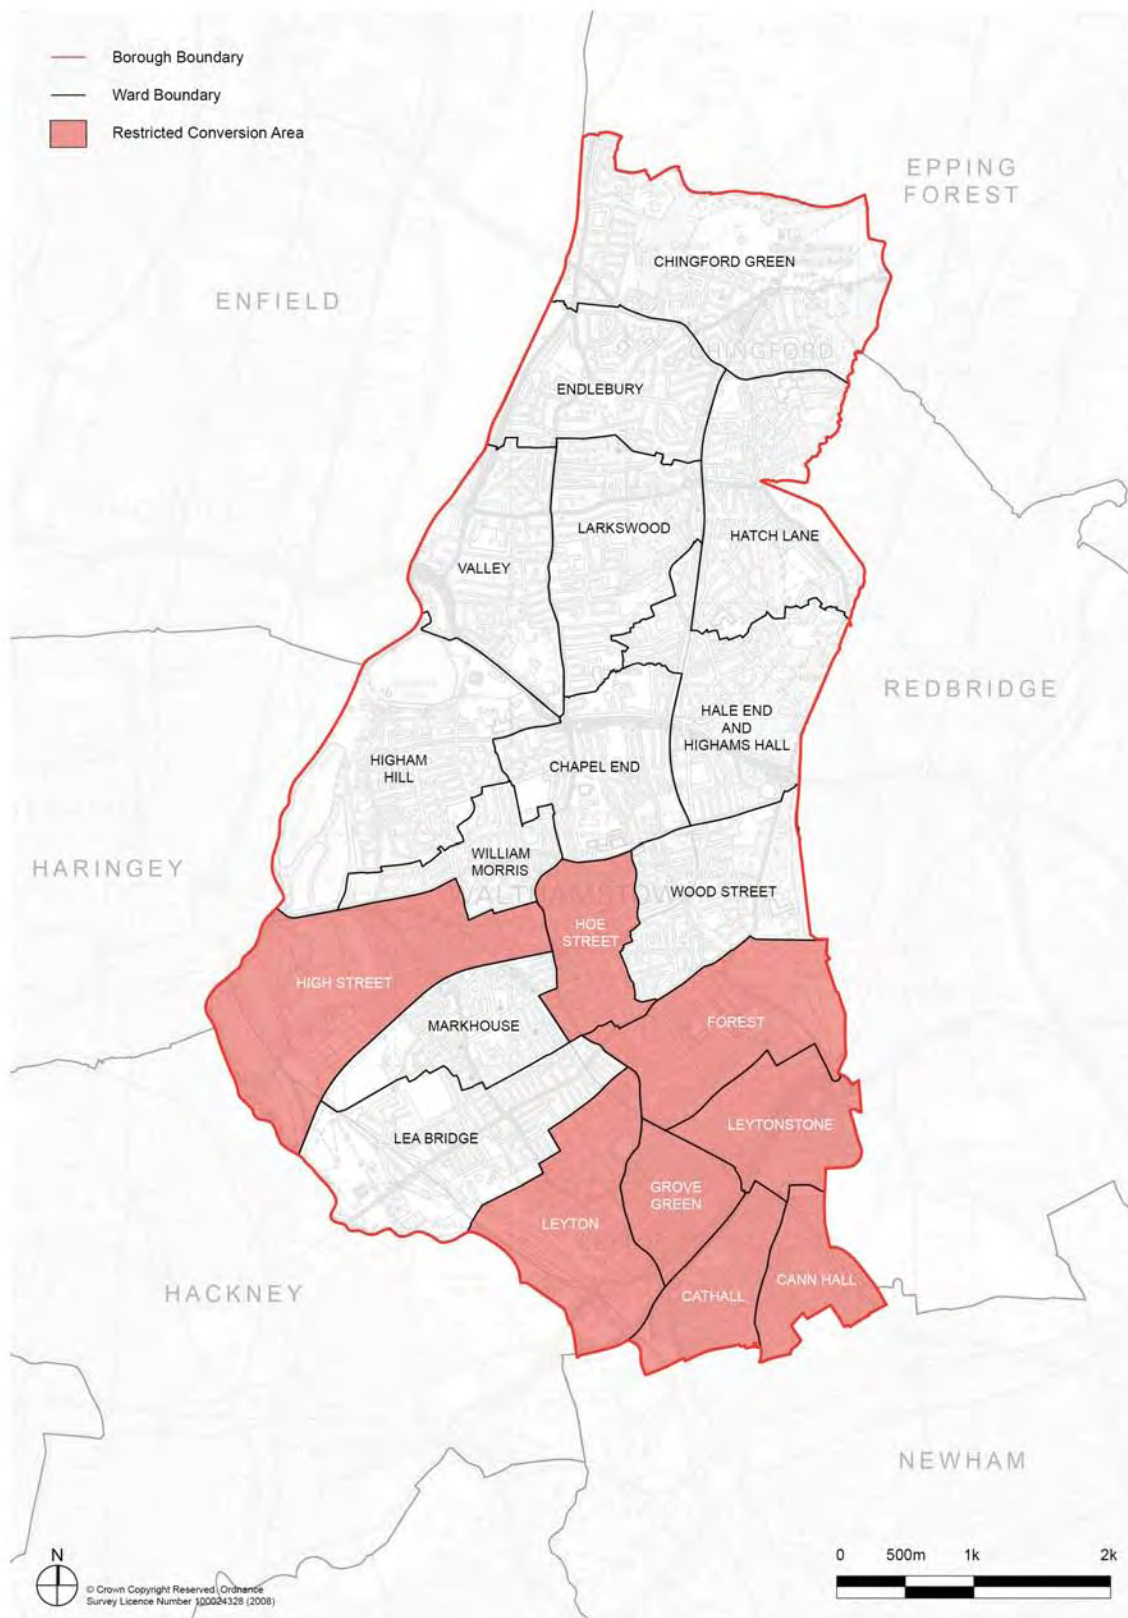 Borough Boundary
Ward Boundary
Restricted Conversion Area
EPPING
FOREST
CHINGFORD GREEN
ENFIELD
CHINGFORD
ENDLEBURY
LARKSWOOD
HATCH LANE
VALLEY
REDBRIDGE
HALE END
AND
HIGHAMS HALL
HIGHAM
HILL
CHAPEL END
HARINGEY
WILLIAM
MORRIS
WALTHAMSTOW
WOOD STREET
HOE
STREET
HIGH STREET
MARKHOUSE
FOREST
LEYTONSTONE
LEA BRIDGE
GROVE
GREEN
LEYTON
CANN HALL
CATHALL
HACKNEY
NEWHAM
N
© Crown Copyright Reserved. Ordnance
Survey Licence Number 100024328 (2008)
0 500m 1k 2k